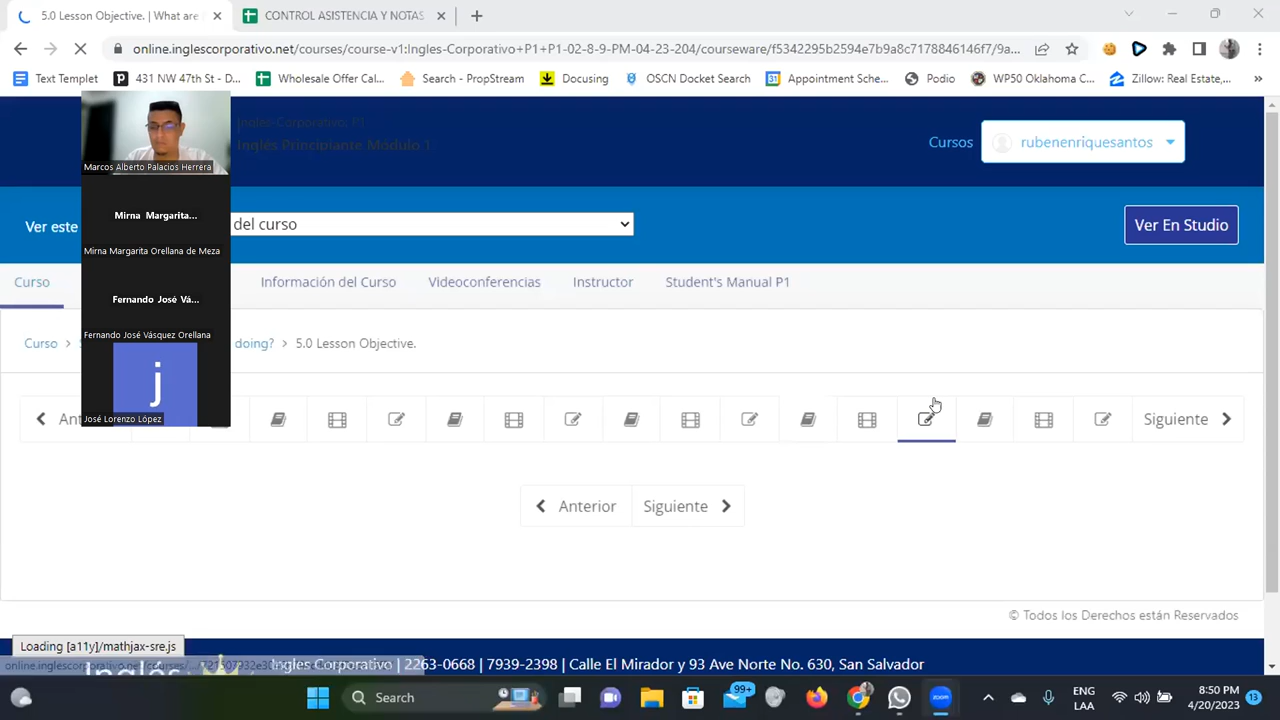 5.0 Lesson Objective. | What are
CONTROL ASISTENCIA Y NOTAS
online.inglescorporativo.net/courses/course-v1:Ingles-Corporativo+P1+P1-02-8-9-PM-04-23-204/courseware/f5342295b2594e7b9a8c7178846146f7/9a...
Text Templet
431 NW 47th St - D...
Wholesale Offer Cal...
Search - PropStream
Docusing
OSCN Docket Search
Appointment Sche...
Podio
WP50 Oklahoma C...
Zillow: Real Estate,...
Ingles-Corporativo: P1
Inglés Principiante Módulo 1
Cursos
rubenenriquesantos
Marcos Alberto Palacios Herrera
Mirna Margarita...
Mirna Margarita Orellana de Meza
Fernando José Vá...
Fernando José Vásquez Orellana
j
José Lorenzo López
Ver este
del curso
Ver En Studio
Curso
Información del Curso
Videoconferencias
Instructor
Student's Manual P1
Curso
doing?
5.0 Lesson Objective.
Ant
Siguiente
Anterior
Siguiente
© Todos los Derechos están Reservados
Loading [a11y]/mathjax-sre.js
Ingles-Corporativo | 2263-0668 | 7939-2398 | Calle El Mirador y 93 Ave Norte No. 630, San Salvador
Search
99+
ENG
LAA
8:50 PM
4/20/2023
13